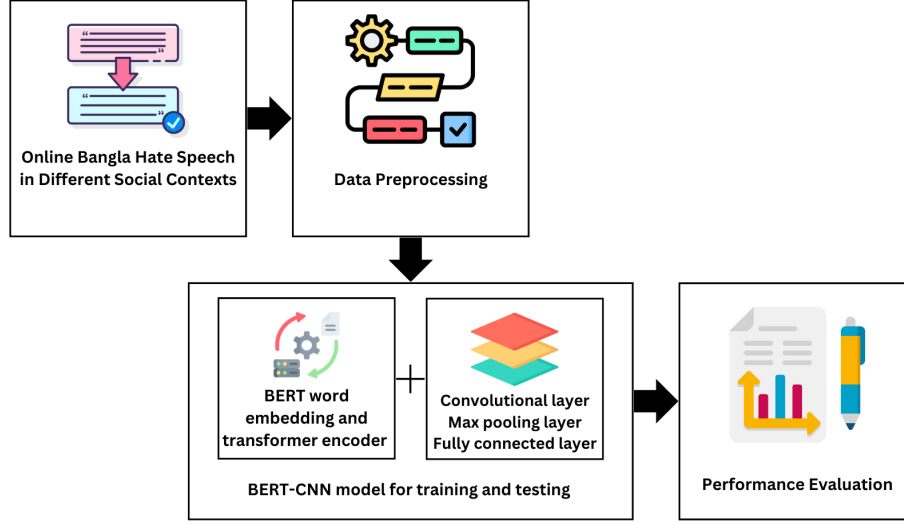 Online Bangla Hate Speech
in Different Social Contexts
Data Preprocessing
BERT word
embedding and
transformer encoder
Convolutional layer
Max pooling layer
Fully connected layer
BERT-CNN model for training and testing
Performance Evaluation